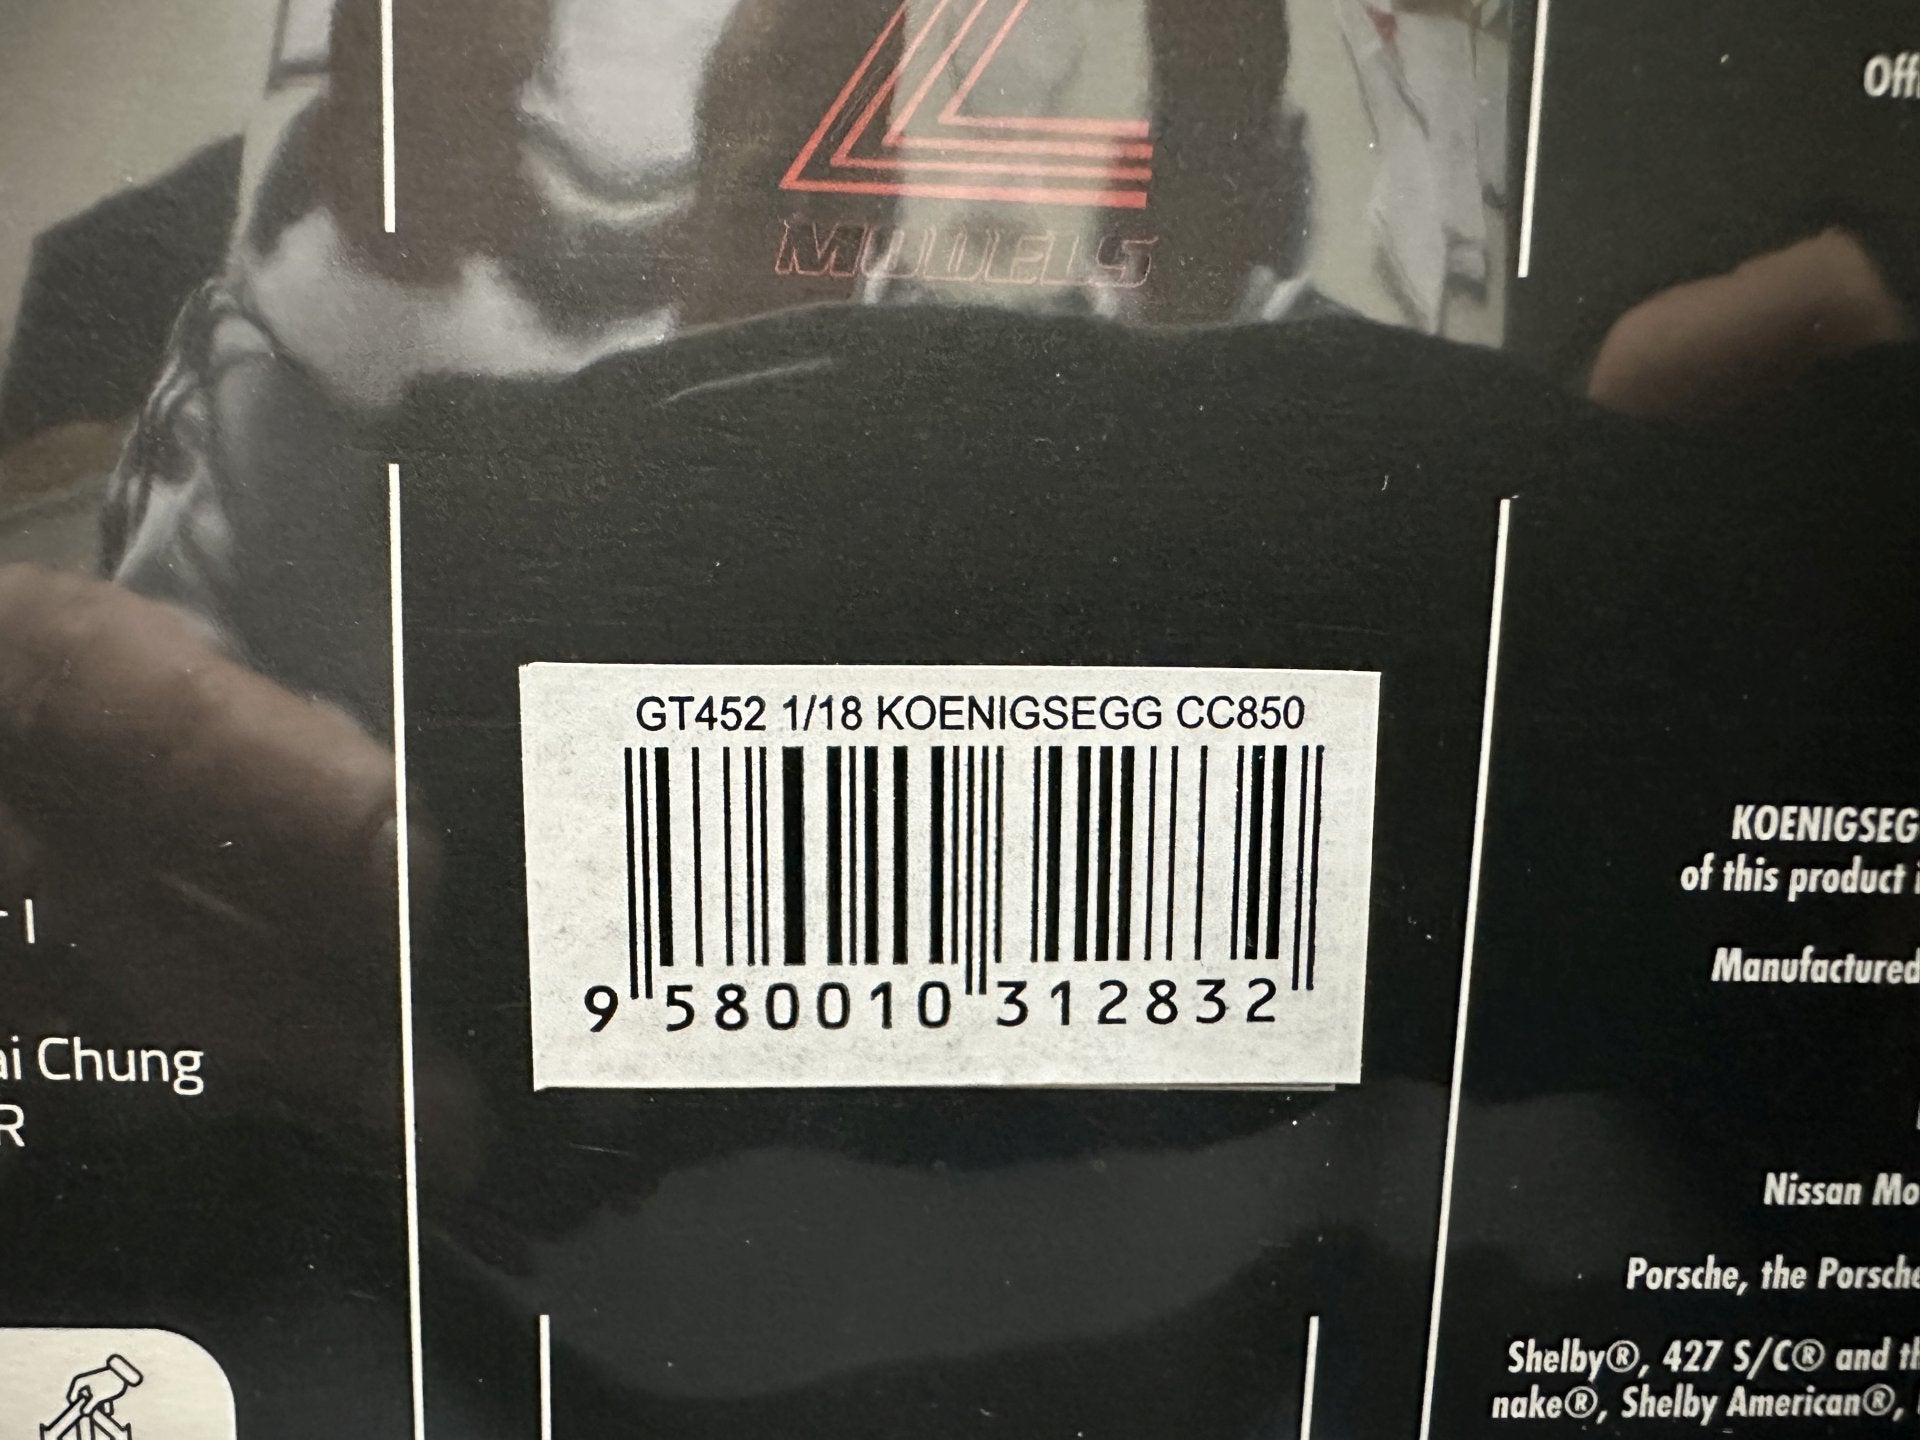 MODELS
Offi
GT452 1/18 KOENIGSEGG CC850
9 580010 312832
ai Chung
R
KOENIGSEG
of this product i
Manufactured
Nissan Mo
Porsche, the Porsche
Shelby®, 427 S/C® and th
nake®, Shelby American®,